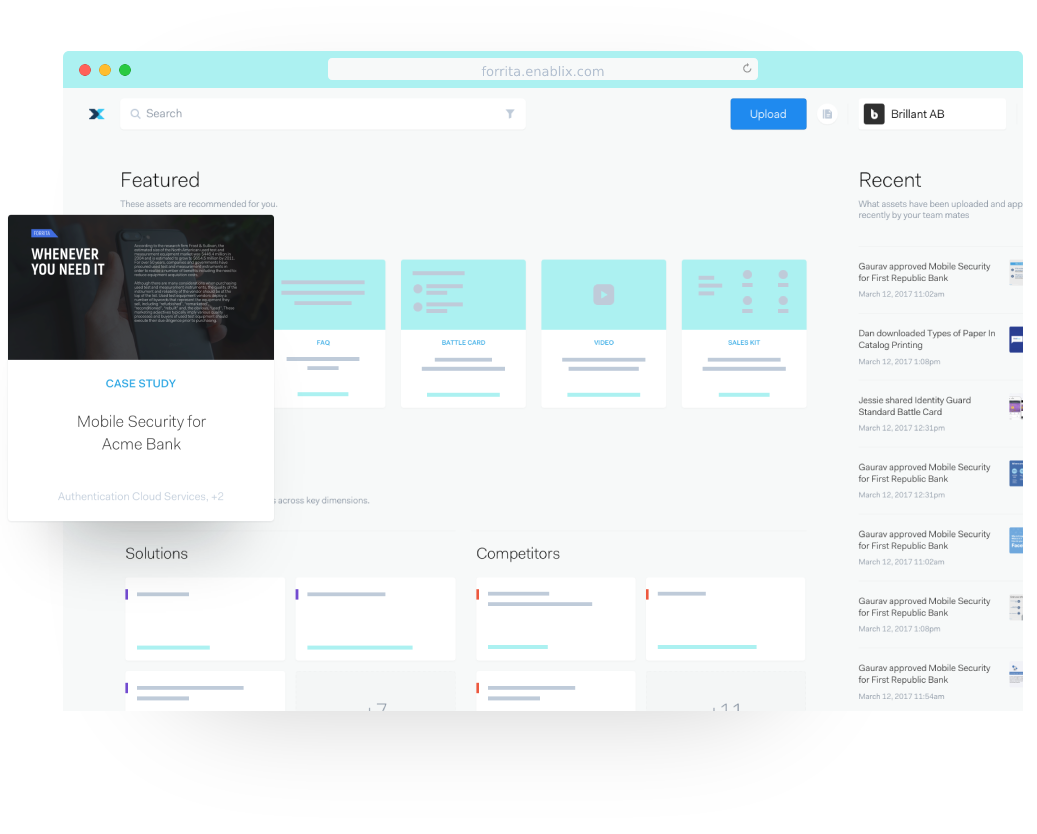 forrita.enablix.com
Search
Upload
Brillant AB
Featured
These assets are recommended for you.
Recent
What assets have been uploaded and app
recently by your team mates
FORRITA
WHENEVER
YOU NEED IT
CASE STUDY
Mobile Security for
Acme Bank
Authentication Cloud Services, +2
FAQ
BATTLE CARD
VIDEO
SALES KIT
across key dimensions.
Solutions
Competitors
+7
+11
Gaurav approved Mobile Security
for First Republic Bank
March 12, 2017 11:02am
Dan downloaded Types of Paper In
Catalog Printing
March 12, 2017 1:08pm
Jessie shared Identity Guard
Standard Battle Card
March 12, 2017 12:31pm
Gaurav approved Mobile Security
for First Republic Bank
March 12, 2017 12:31pm
Gaurav approved Mobile Security
for First Republic Bank
March 12, 2017 11:02am
Gaurav approved Mobile Security
for First Republic Bank
March 12, 2017 1:08pm
Gaurav approved Mobile Security
for First Republic Bank
March 12, 2017 11:54am